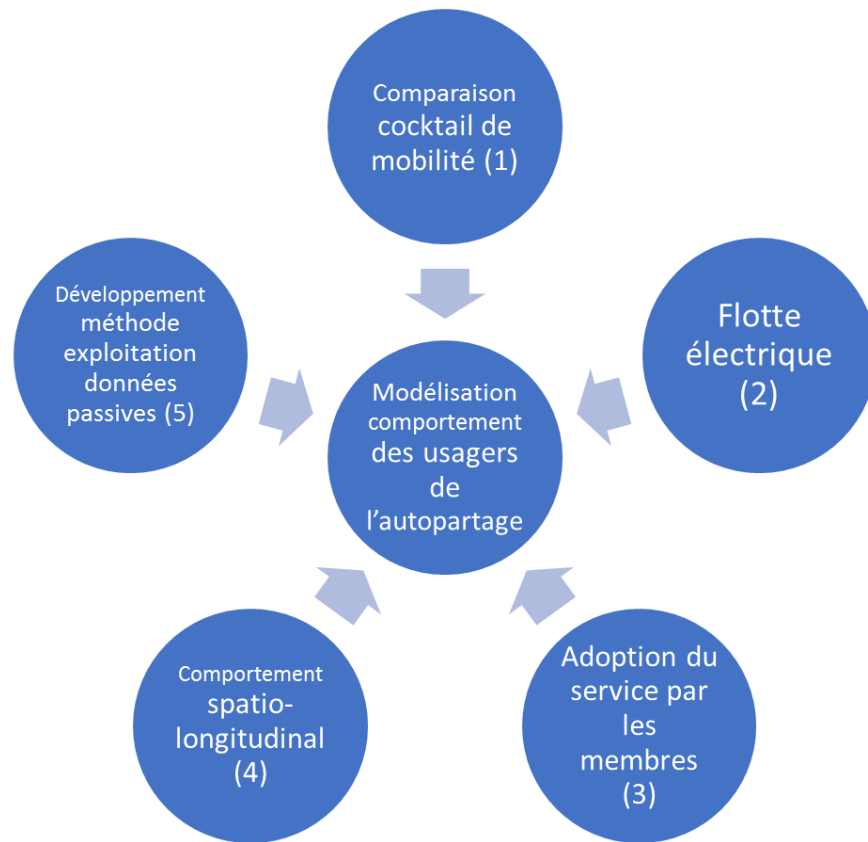 Comparaison
cocktail de
mobilité (1)
Flotte
électrique
(2)
Adoption du
service par
les
membres
(3)
Comportement
spatio-
longitudinal
(4)
Développement
méthode
exploitation
données
passives (5)
Modélisation
comportement
des usagers
de
l’autopartage